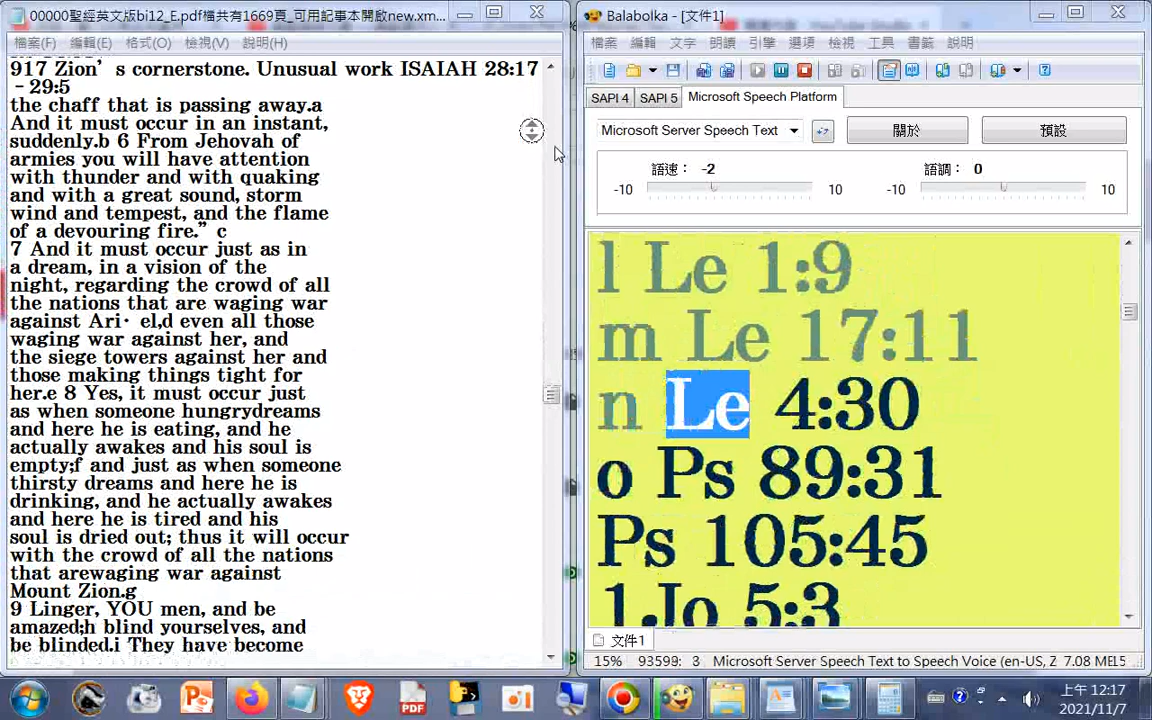 00000聖經英文版bi12_E.pdf檔共有1669頁_可用記事本開啟new.xm...
檔案(F) 編輯(E) 格式(O) 檢視(V) 說明(H)
917 Zion’s cornerstone. Unusual work ISAIAH 28:17
- 29:5
the chaff that is passing away.a
And it must occur in an instant,
suddenly.b 6 From Jehovah of
armies you will have attention
with thunder and with quaking
and with a great sound, storm
wind and tempest, and the flame
of a devouring fire.” c
7 And it must occur just as in
a dream, in a vision of the
night, regarding the crowd of all
the nations that are waging war
against Ari· el,d even all those
waging war against her, and
the siege towers against her and
those making things tight for
her.e 8 Yes, it must occur just
as when someone hungrydreams
and here he is eating, and he
actually awakes and his soul is
empty;f and just as when someone
thirsty dreams and here he is
drinking, and he actually awakes
and here he is tired and his
soul is dried out; thus it will occur
with the crowd of all the nations
that arewaging war against
Mount Zion.g
9 Linger, YOU men, and be
amazed;h blind yourselves, and
be blinded.i They have become
Balabolka - [文件1]
檔案 編輯 文字 朗讀 引擎 選項 檢視 工具 書籤 說明
SAPI 4 SAPI 5 Microsoft Speech Platform
Microsoft Server Speech Text 關於 預設
語速: -2 語調: 0
-10 10 -10 10
l Le 1:9
m Le 17:11
n Le 4:30
o Ps 89:31
Ps 105:45
1.Jo 5:3
文件1
15% 93599: 3 Microsoft Server Speech Text to Speech Voice (en-US, Z 7.08 МБ
PDF
上午 12:17
2021/11/7